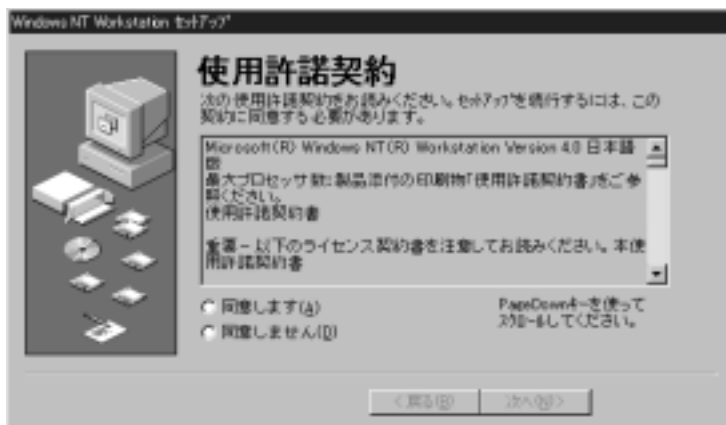 Windows NT Workstation ｾｯﾄｱｯﾌﾟ
使用許諾契約
次の使用許諾契約をお読みください。ｾｯﾄｱｯﾌﾟを続行するには、この
契約に同意する必要があります。
Microsoft(R) Windows NT(R) Workstation Version 4.0 日本語
版
最大プロセッサ数:製品添付の印刷物「使用許諾契約書」をご参
照ください。
使用許諾契約書
重要－以下のライセンス契約書を注意してお読みください。本使
用許諾契約書
同意します(A)
同意しません(D)
PageDownｷｰを使って
ｽｸﾛｰﾙしてください。
< 戻る(B)
次へ(N) >